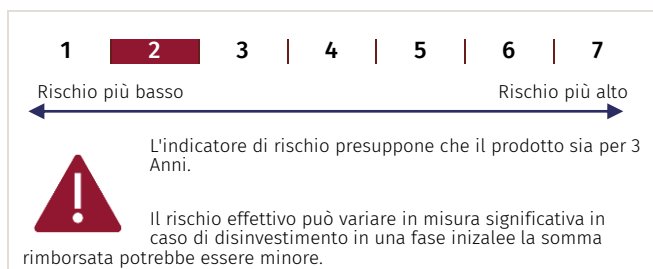 1 2 3 4 5 6 7
Rischio più basso Rischio più alto
L'indicatore di rischio presuppone che il prodotto sia per 3
Anni.
Il rischio effettivo può variare in misura significativa in
caso di disinvestimento in una fase inizalee la somma
rimborsata potrebbe essere minore.